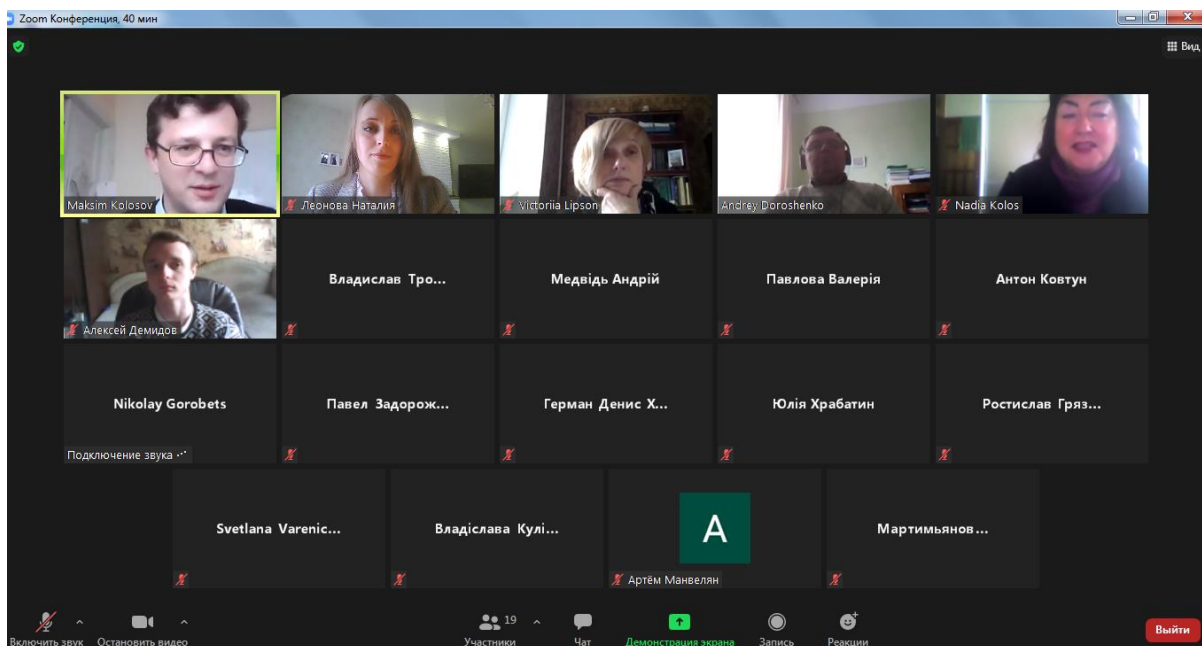 Zoom Конференция, 40 мин
Вид
Maksim Kolosov
Леонова Наталия
Victoriia Lipson
Andrey Doroshenko
Nadia Kolos
Алексей Демидов
Владислав Тро...
Медвідь Андрій
Павлова Валерія
Антон Ковтун
Nikolay Gorobets
Подключение звука
Павел Задорож...
Герман Денис Х...
Юлія Храбатин
Ростислав Гряз...
Svetlana Varenic...
Владіслава Кулі...
A
Артём Манвелян
Мартимьянов...
Включить звук
Остановить видео
19
Участники
Чат
Демонстрация экрана
Запись
Реакции
Выйти